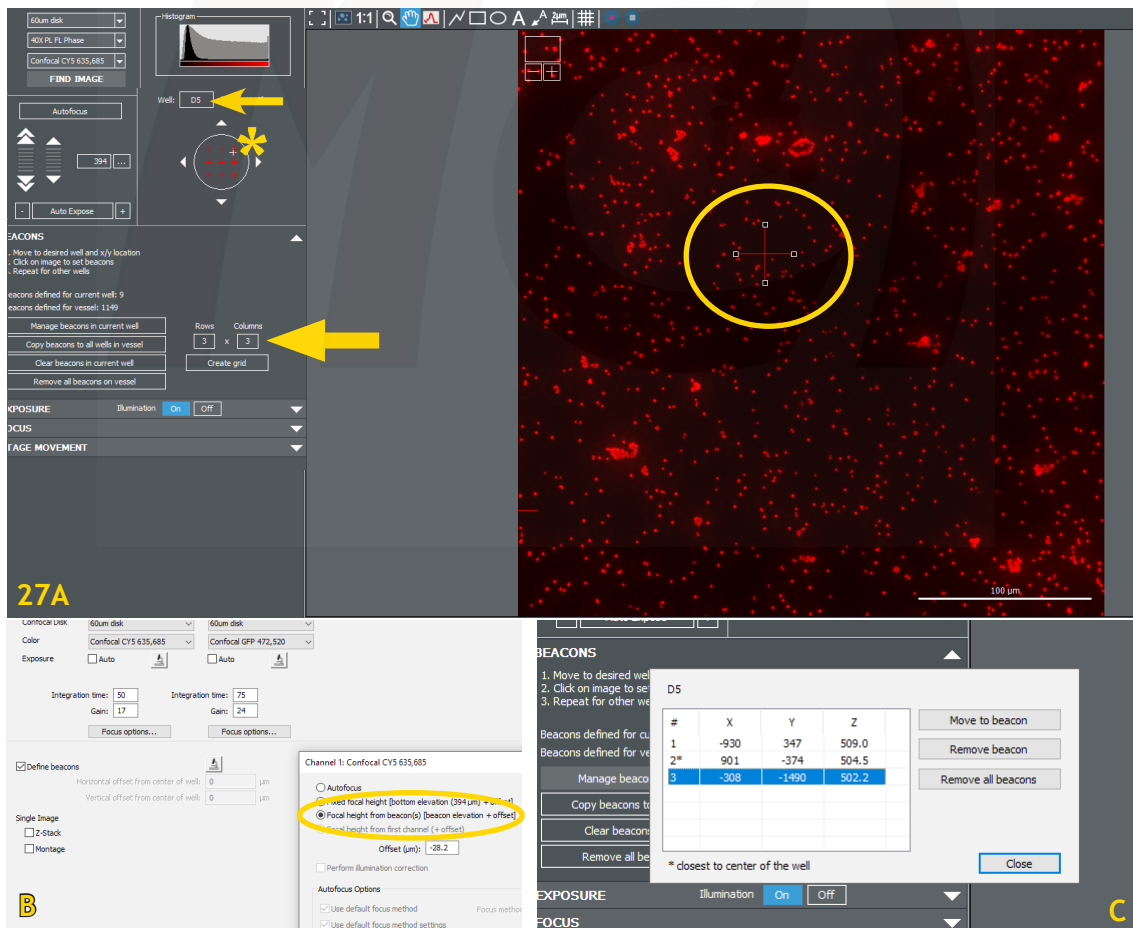 60um disk
Histogram
1:1 A A 2µm
40X PL FL Phase
Confocal CY5 635,685
FIND IMAGE
Well: D5
Autofocus
394 ...
- Auto Expose +
EACONS
. Move to desired well and x/y location
. Click on image to set beacons
. Repeat for other wells
eacons defined for current well: 9
eacons defined for vessel: 1149
Manage beacons in current well
Rows Columns
3 x 3
Copy beacons to all wells in vessel
Clear beacons in current well
Create grid
Remove all beacons on vessel
XPOSURE Illumination On Off
OCUS
TAGE MOVEMENT
100 µm
27A
Confocal Disk 60um disk 60um disk
Color Confocal CY5 635,685 Confocal GFP 472,520
Exposure Auto Auto
Integration time: 50 Integration time: 75
Gain: 17 Gain: 24
Focus options... Focus options...
Define beacons
Horizontal offset from center of well: 0 µm
Vertical offset from center of well: 0 µm
Single Image
Z-Stack
Montage
Channel 1: Confocal CY5 635,685
Autofocus
Fixed focal height [bottom elevation (394 µm) + offset]
Focal height from beacon(s) [beacon elevation + offset]
Focal height from first channel (+ offset)
Offset (µm): -28.2
Perform illumination correction
Autofocus Options
Use default focus method Focus method
Use default focus method settings
B
BEACONS
1. Move to desired wel
2. Click on image to se
3. Repeat for other we
Beacons defined for cu
Beacons defined for ve
Manage beaco
Copy beacons to
Clear beacon
Remove all be
D5
# X Y Z
1 -930 347 509.0
2* 901 -374 504.5
3 -308 -1490 502.2
* closest to center of the well
Move to beacon
Remove beacon
Remove all beacons
Close
EXPOSURE Illumination On Off
FOCUS
C